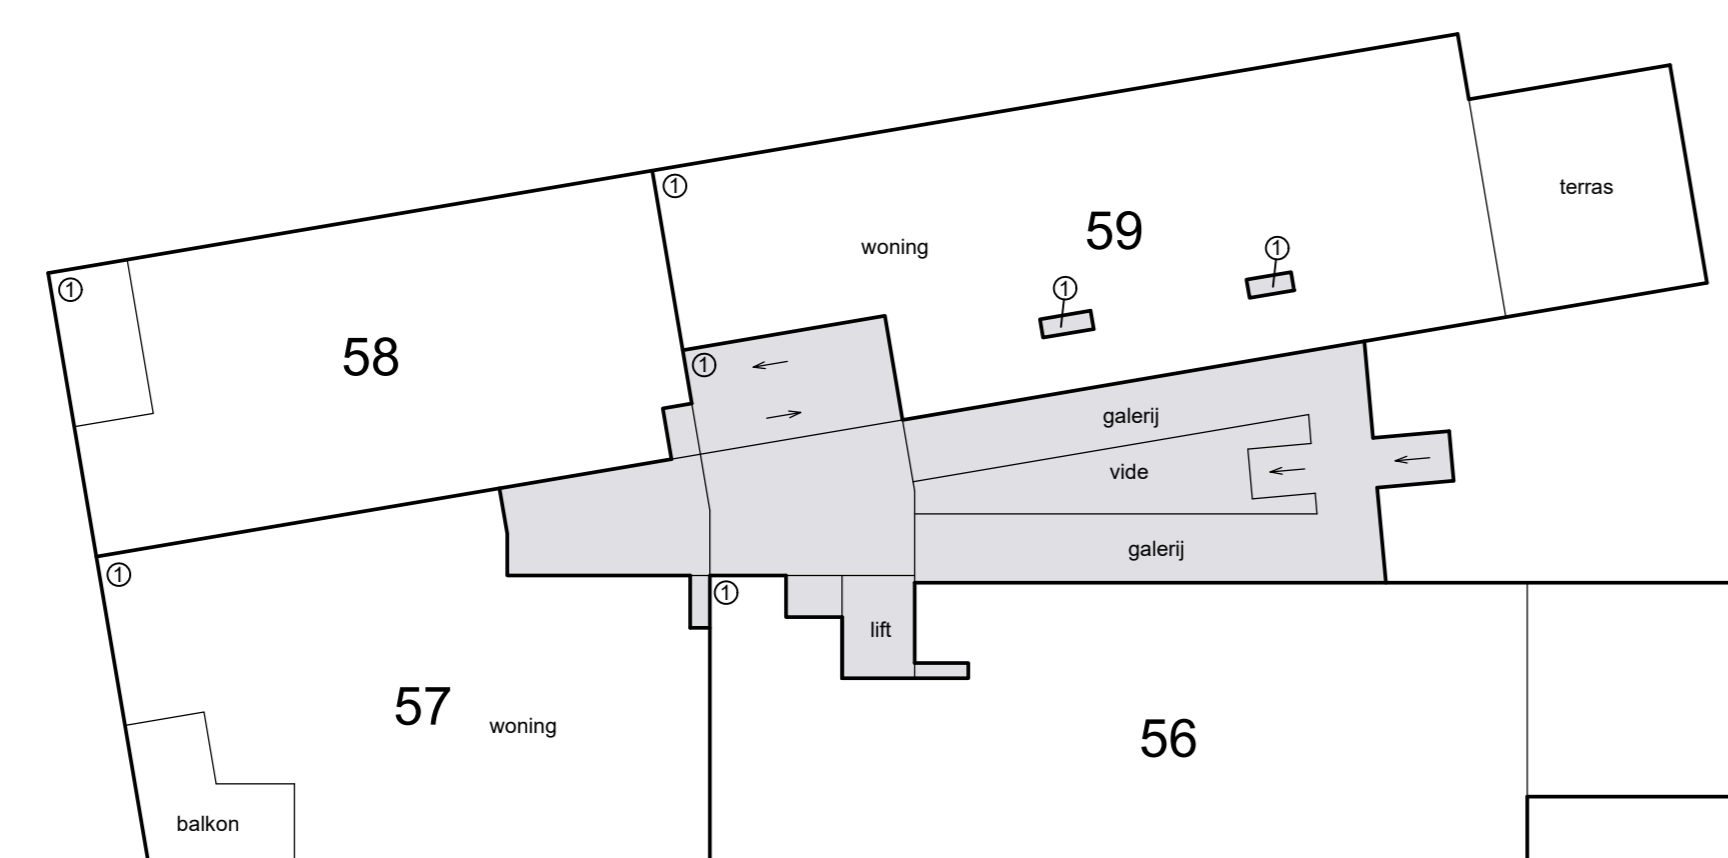 ①
terras
59
woning
①
①
①
58
①
galerij
vide
galerij
①
①
lift
57
woning
56
balkon